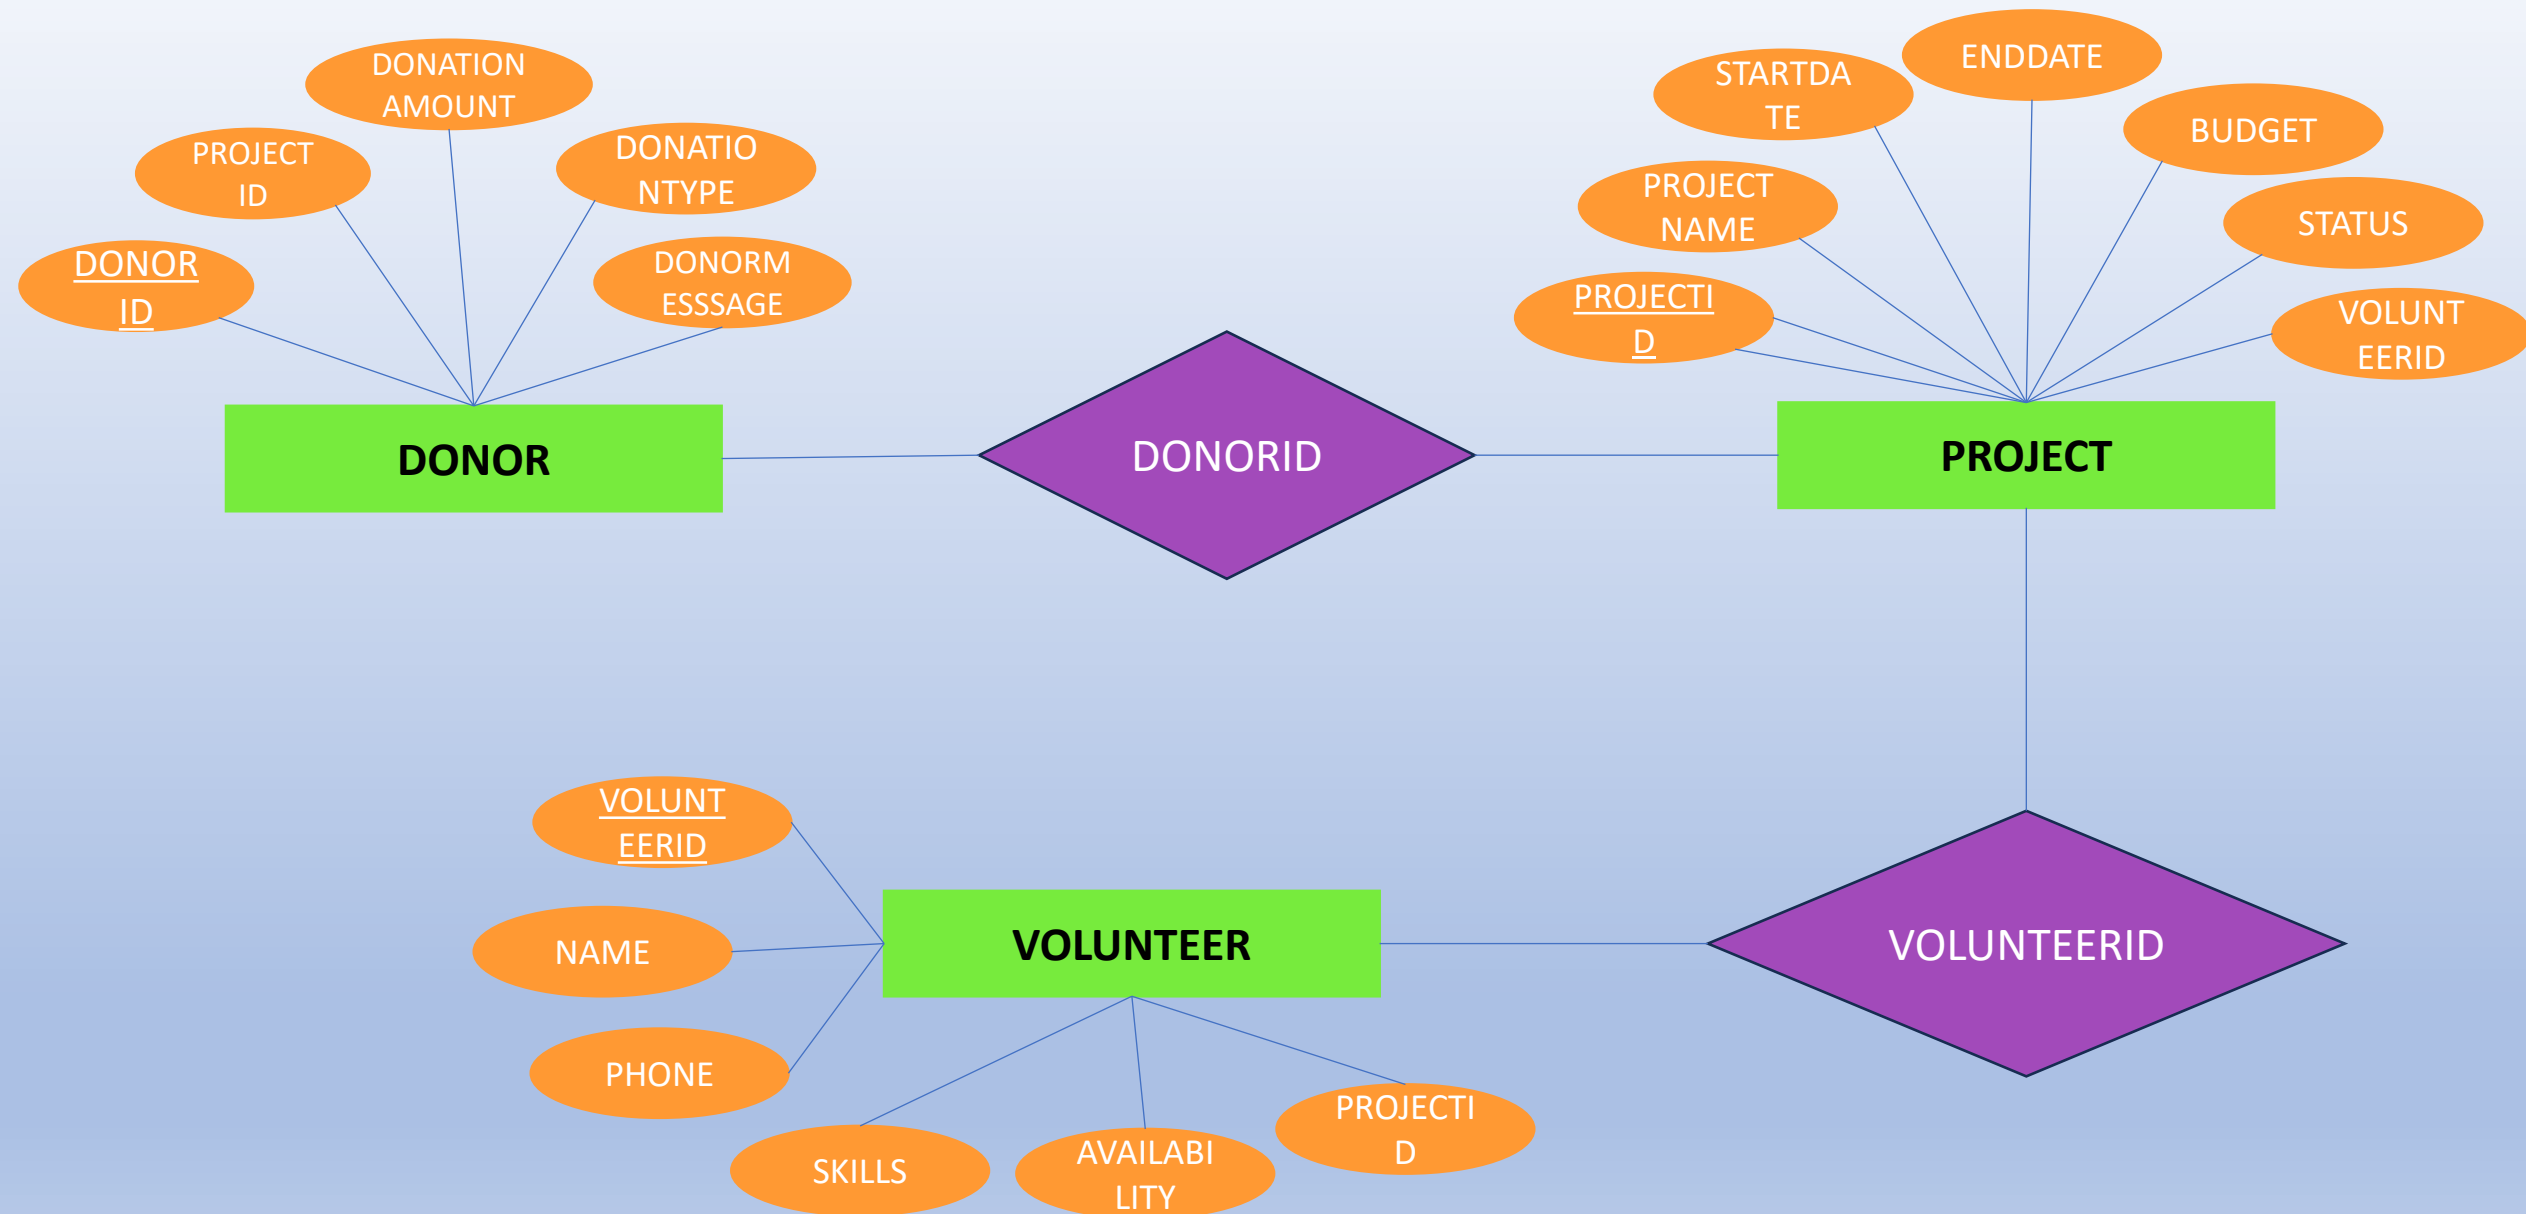 DONATION
AMOUNT
PROJECT
ID
DONATIO
NTYPE
DONOR
ID
DONORM
ESSSAGE
DONOR
DONORID
STARTDA
TE
ENDDATE
BUDGET
PROJECT
NAME
STATUS
PROJECTI
D
VOLUNT
EERID
PROJECT
VOLUNT
EERID
NAME
PHONE
VOLUNTEER
VOLUNTEERID
SKILLS
AVAILABI
LITY
PROJECTI
D